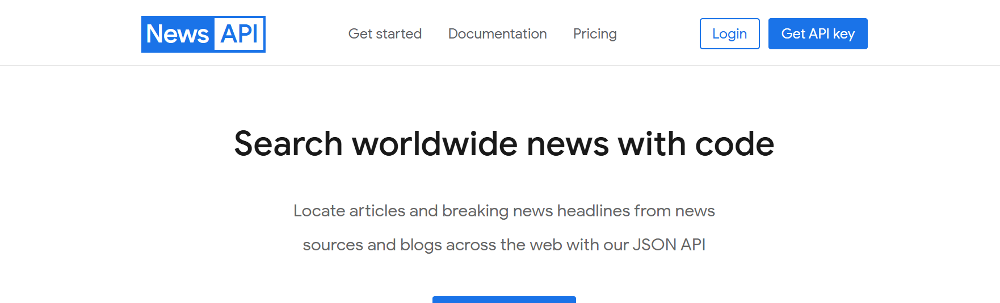 News API Get started Documentation Pricing Login Get API key
Search worldwide news with code
Locate articles and breaking news headlines from news
sources and blogs across the web with our JSON API